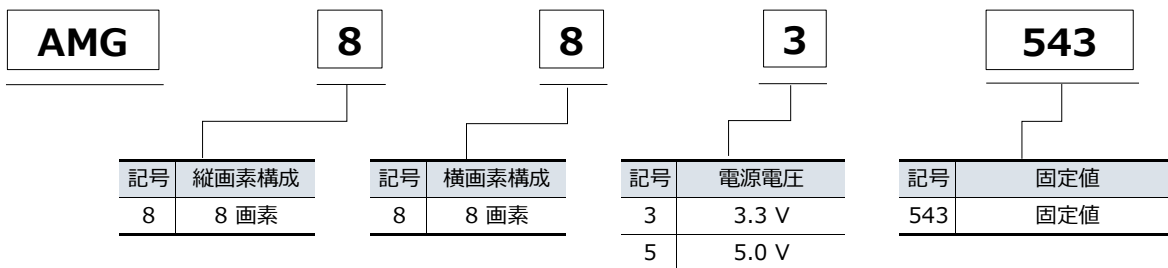 AMG 8 8 3 543
記号 縦画素構成 記号 横画素構成 記号 電源電圧 記号 固定値
8 8 画素 8 8 画素 3 3.3 V 543 固定値
5 5.0 V